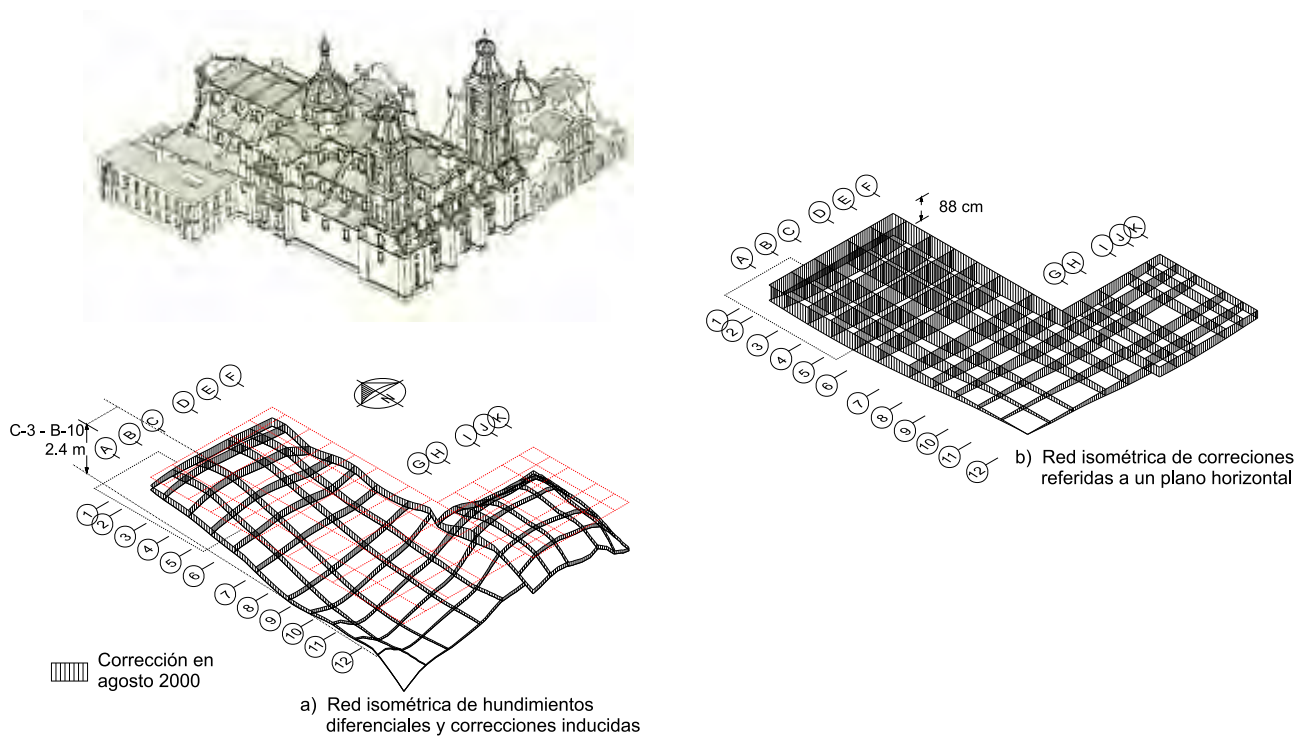 88 cm
A
B
C
D
E
F
G
H
I
J
K
1
2
3
4
5
6
7
8
9
10
11
12
b) Red isométrica de correciones
referidas a un plano horizontal
C-3 - B-10
2.4 m
A
B
C
D
E
F
N
G
H
I
J
K
1
2
3
4
5
6
7
8
9
10
11
12
Corrección en
agosto 2000
a) Red isométrica de hundimientos
diferenciales y correcciones inducidas